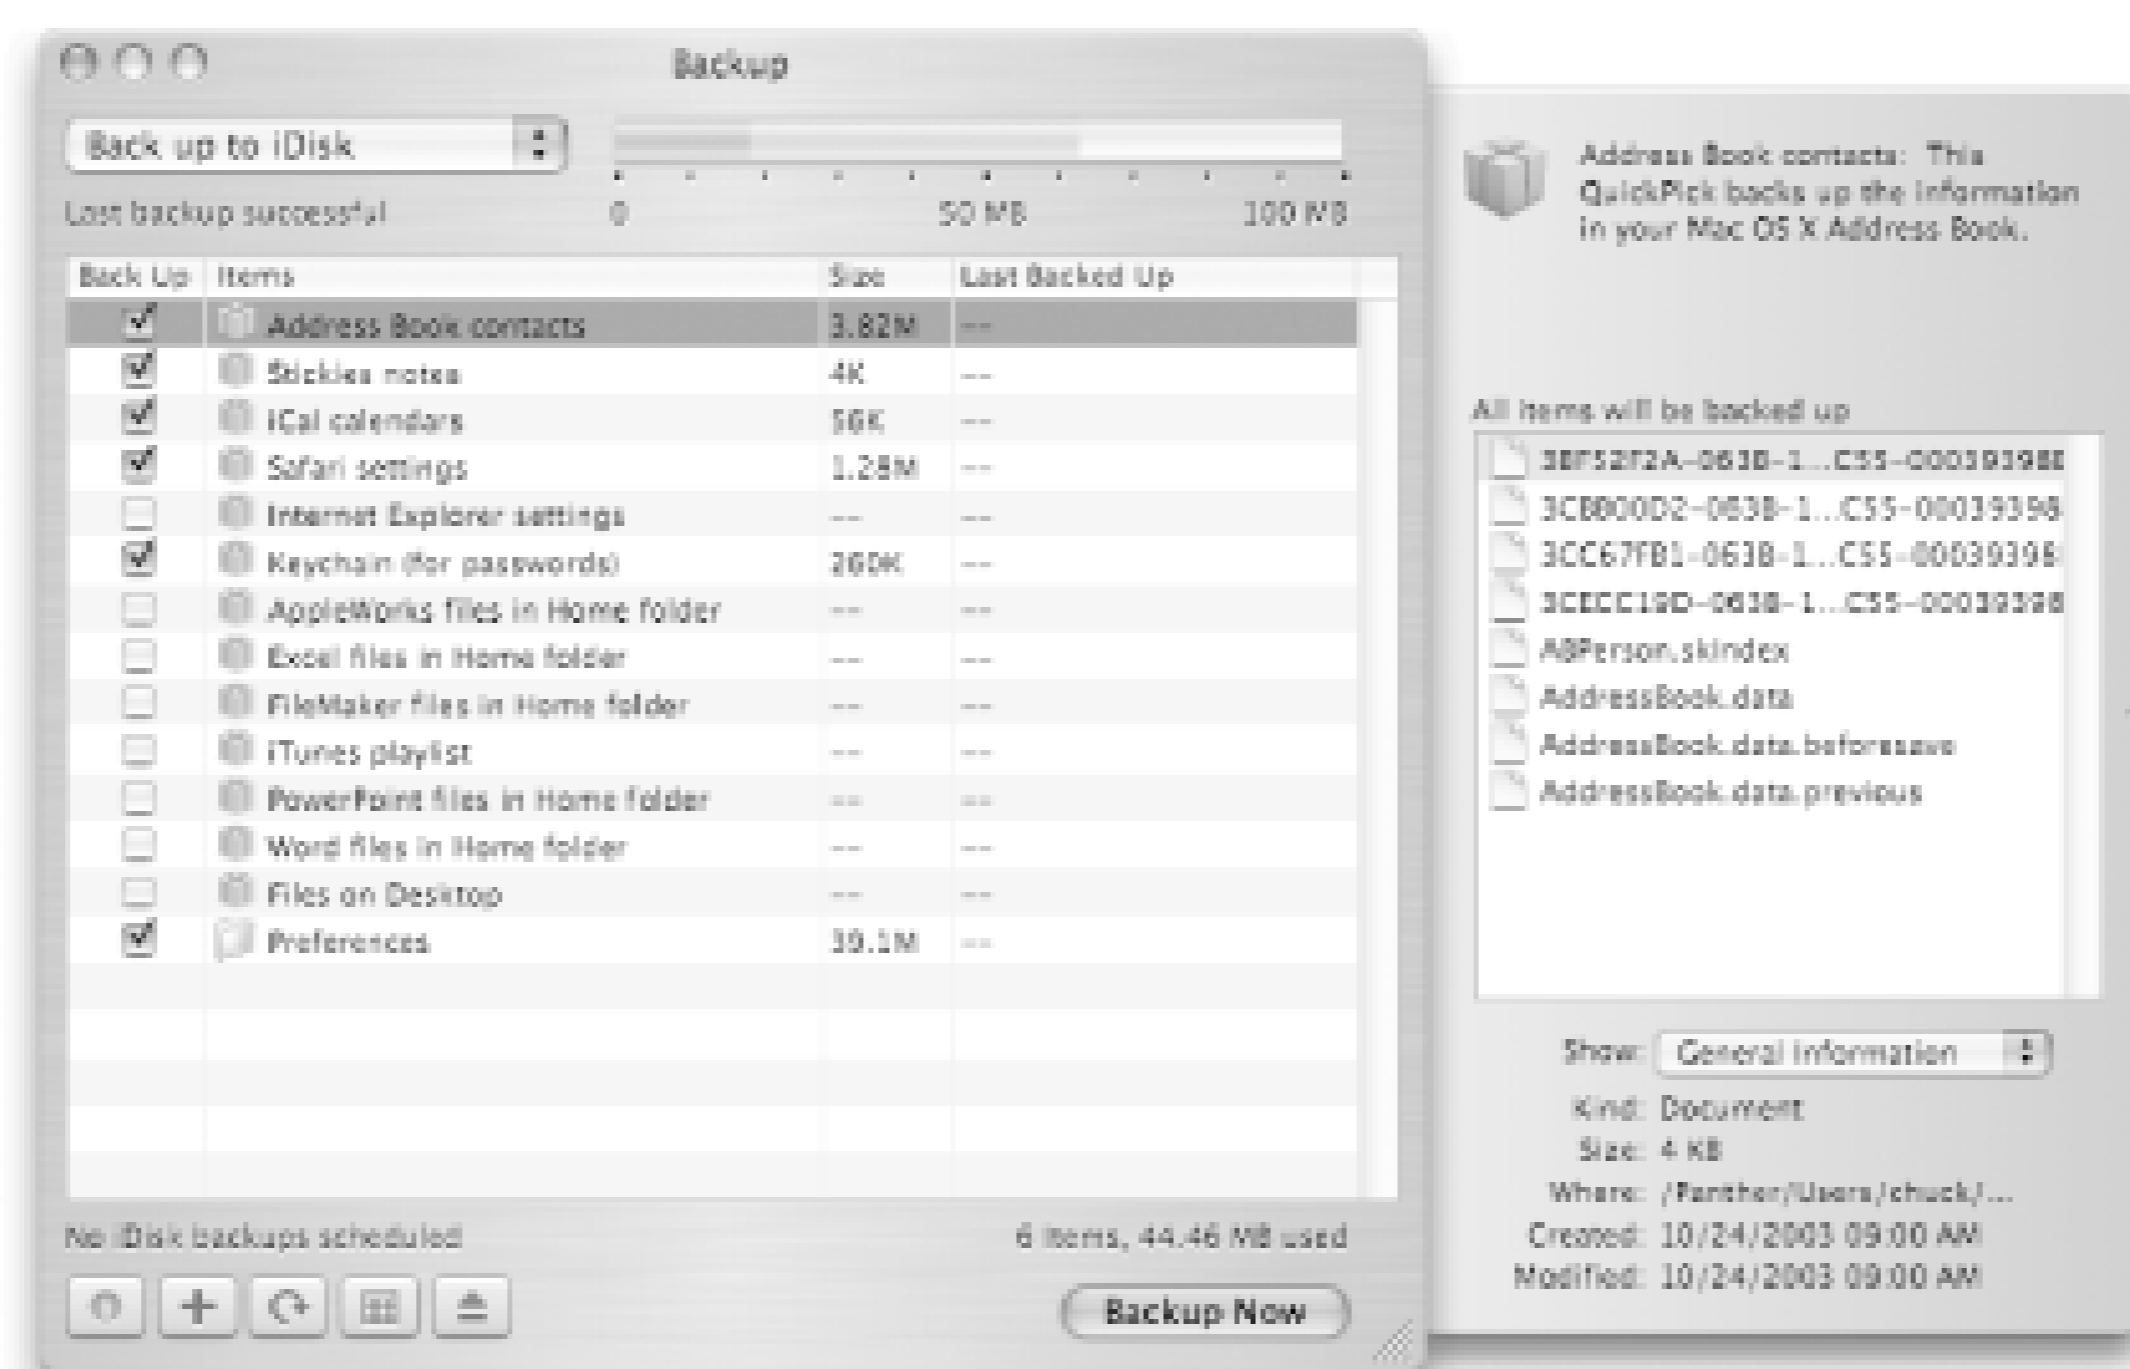 Backup
Back up to iDisk
Last backup successful
0 50 MB 100 MB
Back Up Items Size Last Backed Up
Address Book contacts 3.82M --
Stickies notes 4K --
iCal calendars 56K --
Safari settings 1.28M --
Internet Explorer settings -- --
Keychain (for passwords) 260K --
AppleWorks files in Home folder -- --
Excel files in Home folder -- --
FileMaker files in Home folder -- --
iTunes playlist -- --
PowerPoint files in Home folder -- --
Word files in Home folder -- --
Files on Desktop -- --
Preferences 39.1M --
No iDisk backups scheduled
6 items, 44.46 MB used
Backup Now
Address Book contacts: This
QuickPick backs up the information
in your Mac OS X Address Book.
All items will be backed up
ABPerson.skIndex
AddressBook.data
AddressBook.data.beforesave
AddressBook.data.previous
Show: General Information
Kind: Document
Size: 4 KB
Where: /Panther/Users/chuck/...
Created: 10/24/2003 09:00 AM
Modified: 10/24/2003 09:00 AM